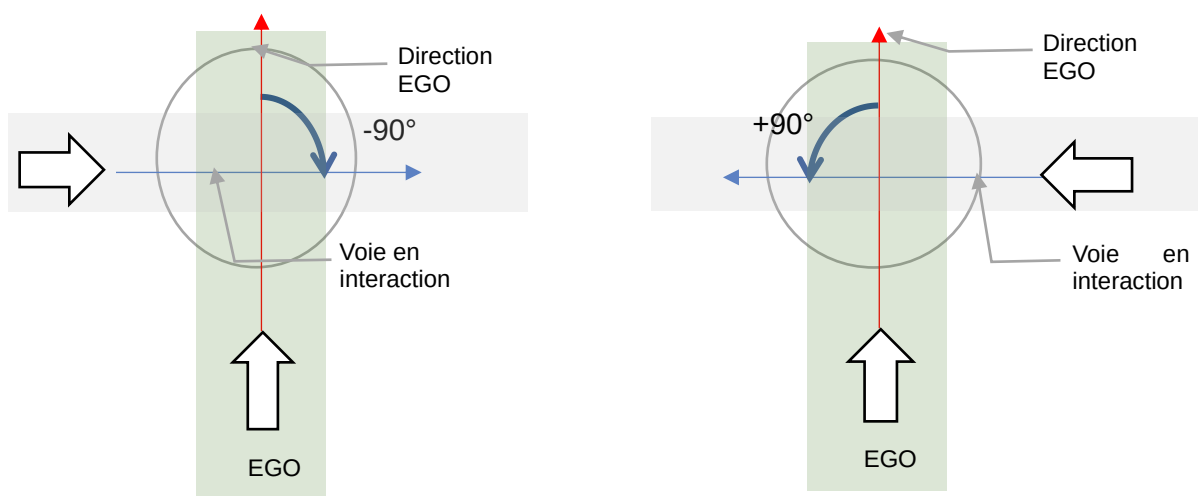 Direction
EGO
-90°
Voie en
interaction
EGO
Direction
EGO
+90°
Voie en
interaction
EGO